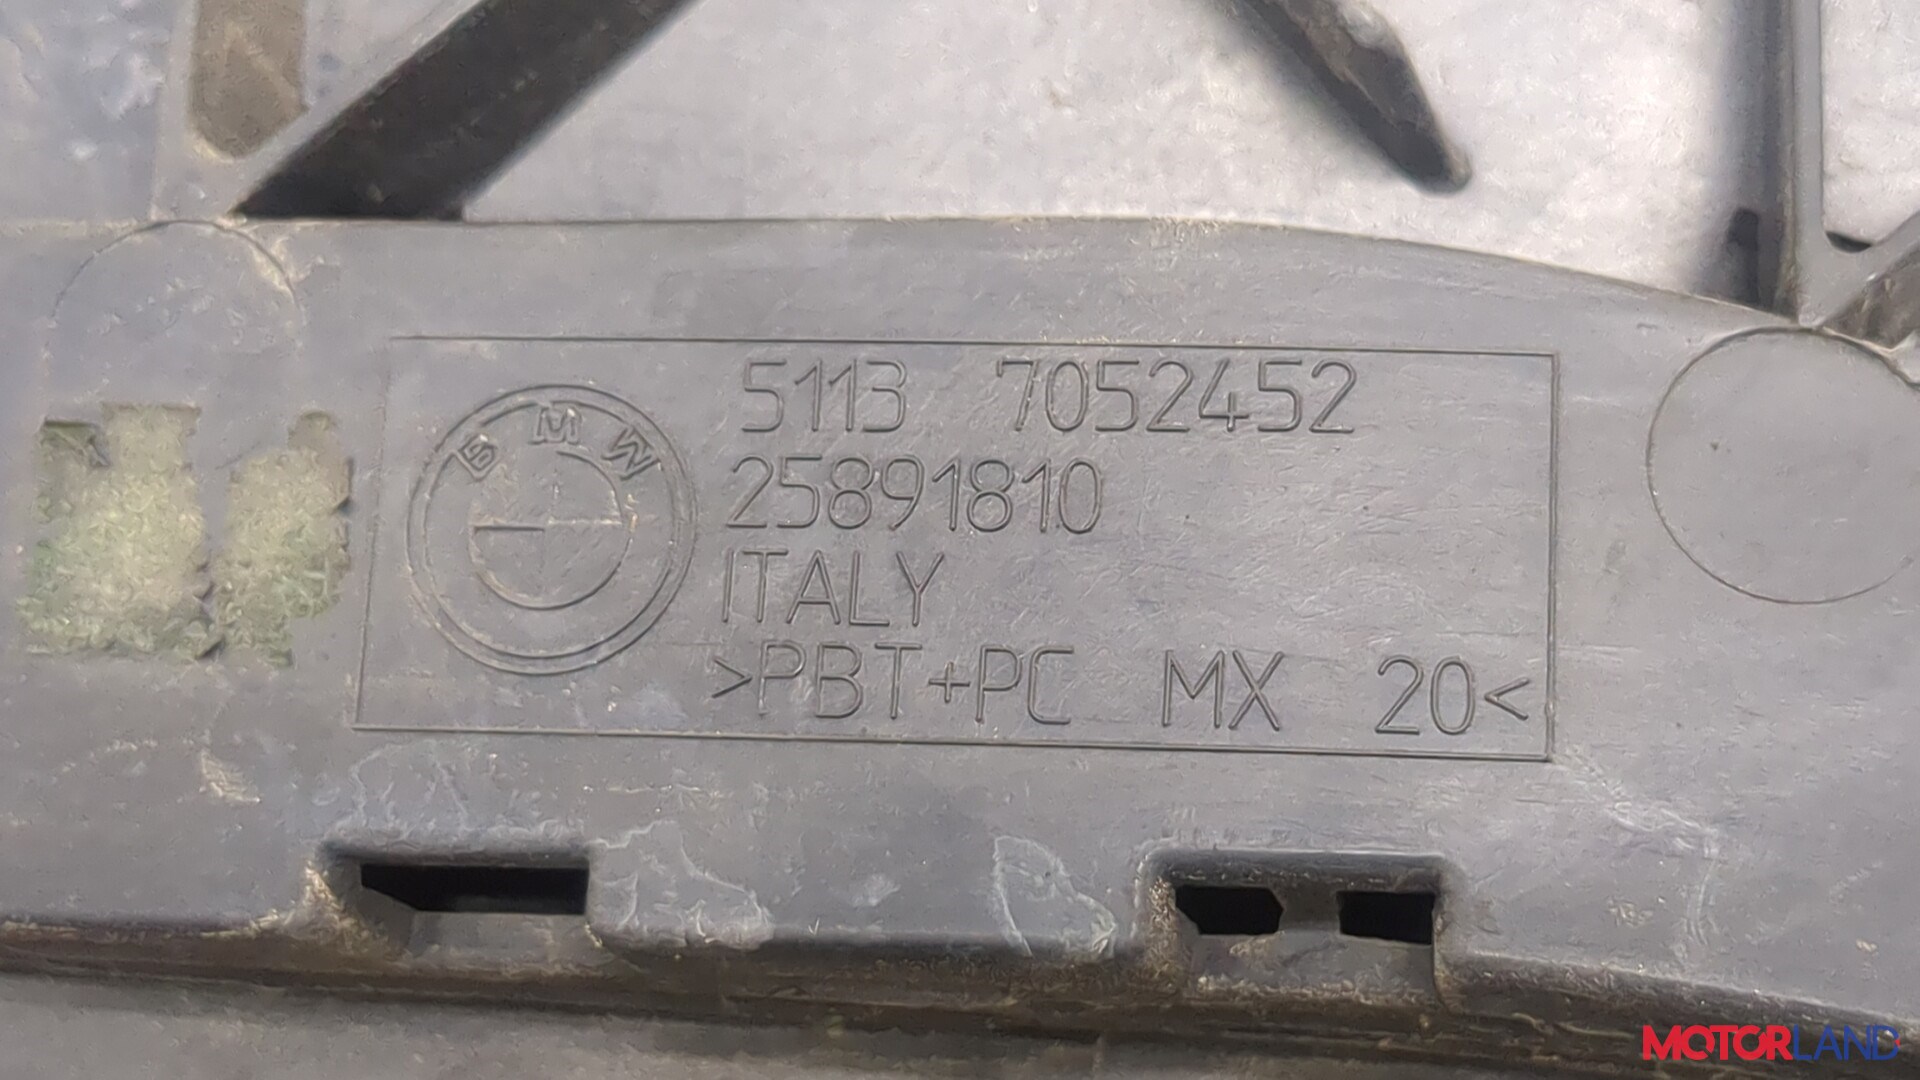 BMW
5113 7052452
25891810
ITALY
>PBT+PC MX 20<
MOTORLAND